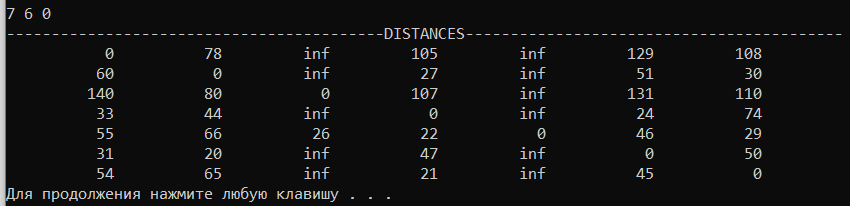 7 6 0
------------------------------------------DISTANCES------------------------------------------
0 78 inf 105 inf 129 108
60 0 inf 27 inf 51 30
140 80 0 107 inf 131 110
33 44 inf 0 inf 24 74
55 66 26 22 0 46 29
31 20 inf 47 inf 0 50
54 65 inf 21 inf 45 0
Для продолжения нажмите любую клавишу . . .